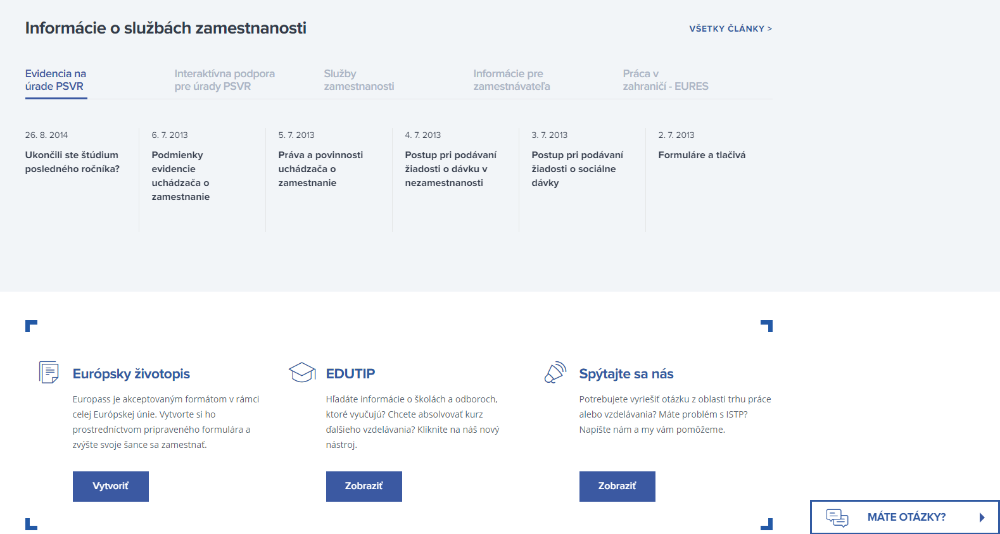 Informácie o službách zamestnanosti
VŠETKY ČLÁNKY >
Evidencia na
úrade PSVR
Interaktívna podpora
pre úrady PSVR
Služby
zamestnanosti
Informácie pre
zamestnávateľa
Práca v
zahraničí - EURES
26. 8. 2014
Ukončili ste štúdium
posledného ročníka?
6. 7. 2013
Podmienky
evidencie
uchádzača o
zamestnanie
5. 7. 2013
Práva a povinnosti
uchádzača o
zamestnanie
4. 7. 2013
Postup pri podávaní
žiadosti o dávku v
nezamestnanosti
3. 7. 2013
Postup pri podávaní
žiadosti o sociálne
dávky
2. 7. 2013
Formuláre a tlačivá
Európsky životopis
Europass je akceptovaným formátom v rámci
celej Európskej únie. Vytvorte si ho
prostredníctvom pripraveného formulára a
zvýšte svoje šance sa zamestnať.
Vytvoriť
EDUTIP
Hľadáte informácie o školách a odboroch,
ktoré vyučujú? Chcete absolvovať kurz
ďalšieho vzdelávania? Kliknite na náš nový
nástroj.
Zobraziť
Spýtajte sa nás
Potrebujete vyriešiť otázku z oblasti trhu práce
alebo vzdelávania? Máte problém s ISTP?
Napíšte nám a my vám pomôžeme.
Zobraziť
MÁTE OTÁZKY?